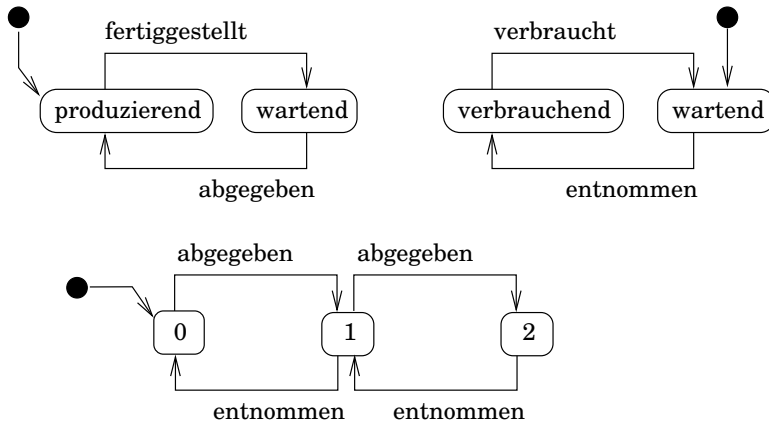 fertiggestellt
verbraucht
produzierend
wartend
verbrauchend
wartend
abgegeben
entnommen
abgegeben
abgegeben
0
1
2
entnommen
entnommen